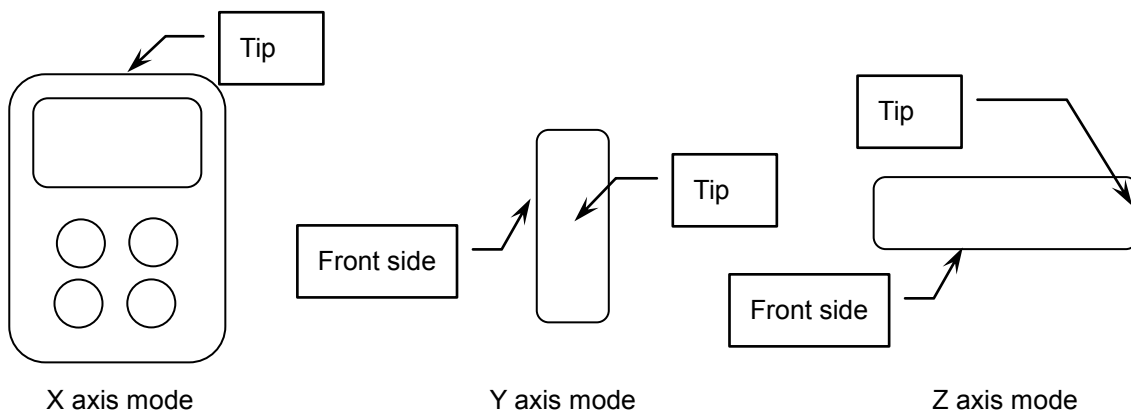 Tip
Tip
Tip
Front side
Front side
X axis mode
Y axis mode
Z axis mode